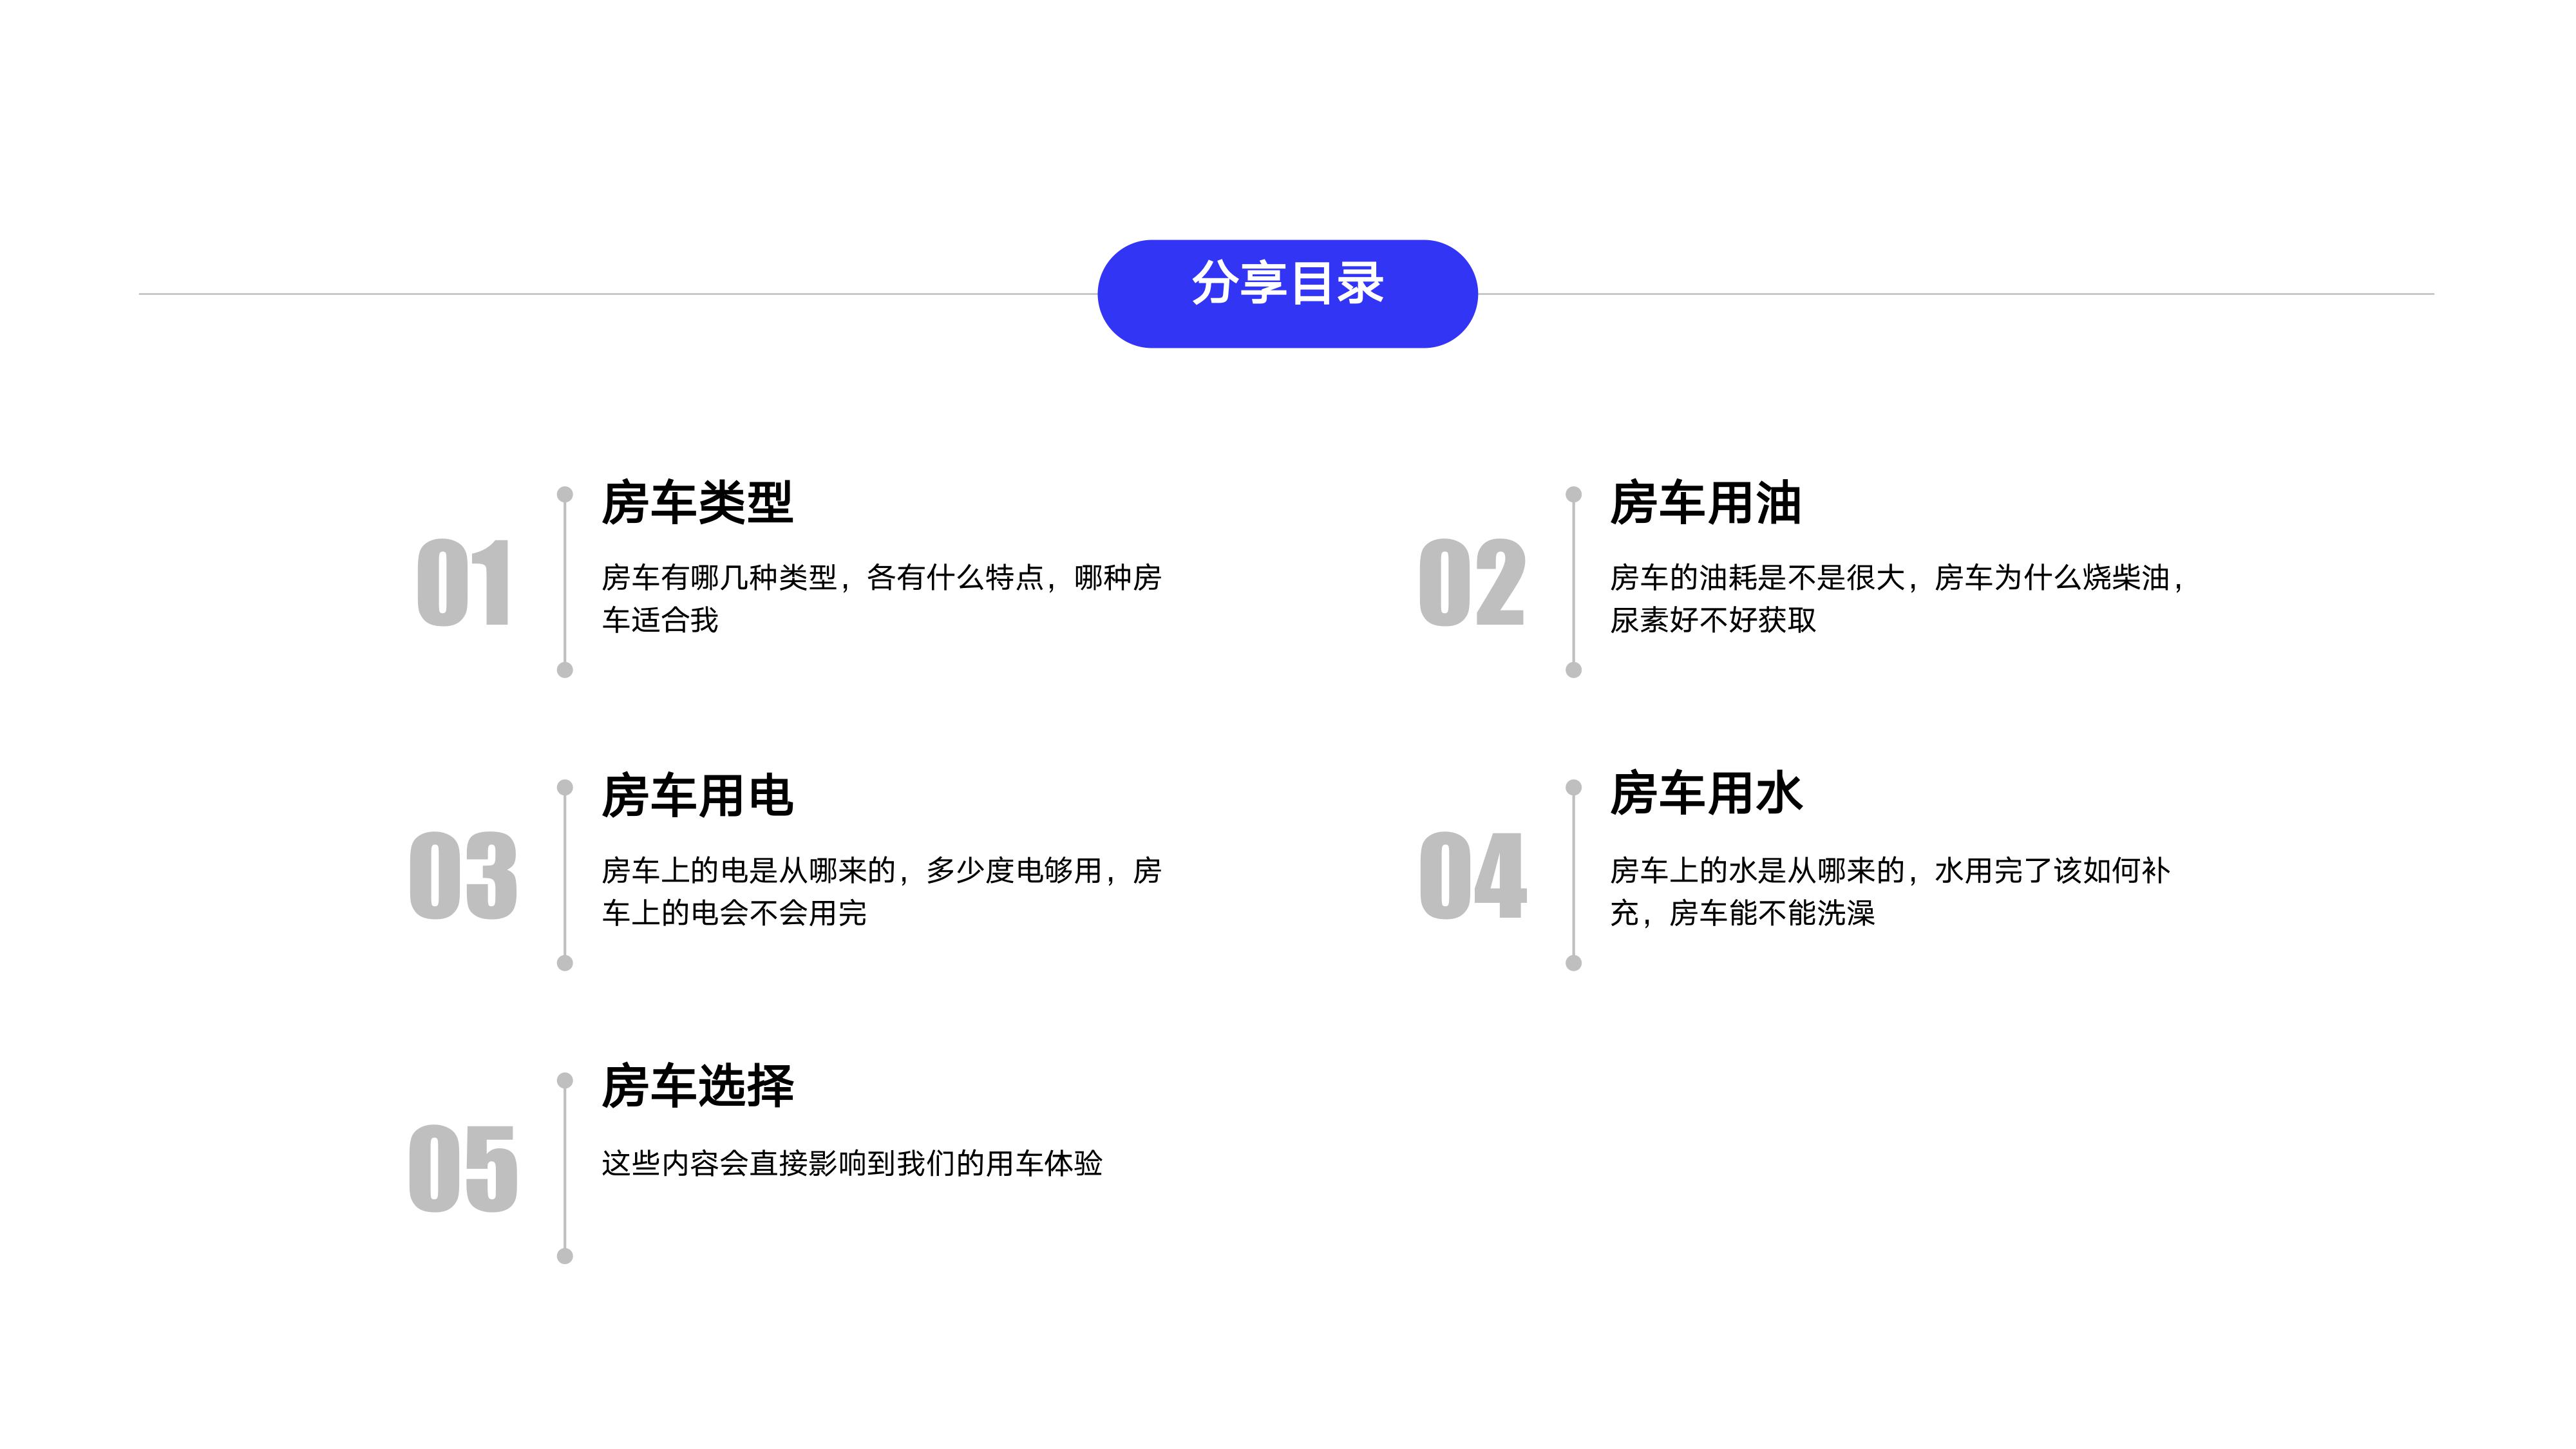 分享目录
01
房车类型
房车有哪几种类型，各有什么特点，哪种房
车适合我
02
房车用油
房车的油耗是不是很大，房车为什么烧柴油，
尿素好不好获取
03
房车用电
房车上的电是从哪来的，多少度电够用，房
车上的电会不会用完
04
房车用水
房车上的水是从哪来的，水用完了该如何补
充，房车能不能洗澡
05
房车选择
这些内容会直接影响到我们的用车体验